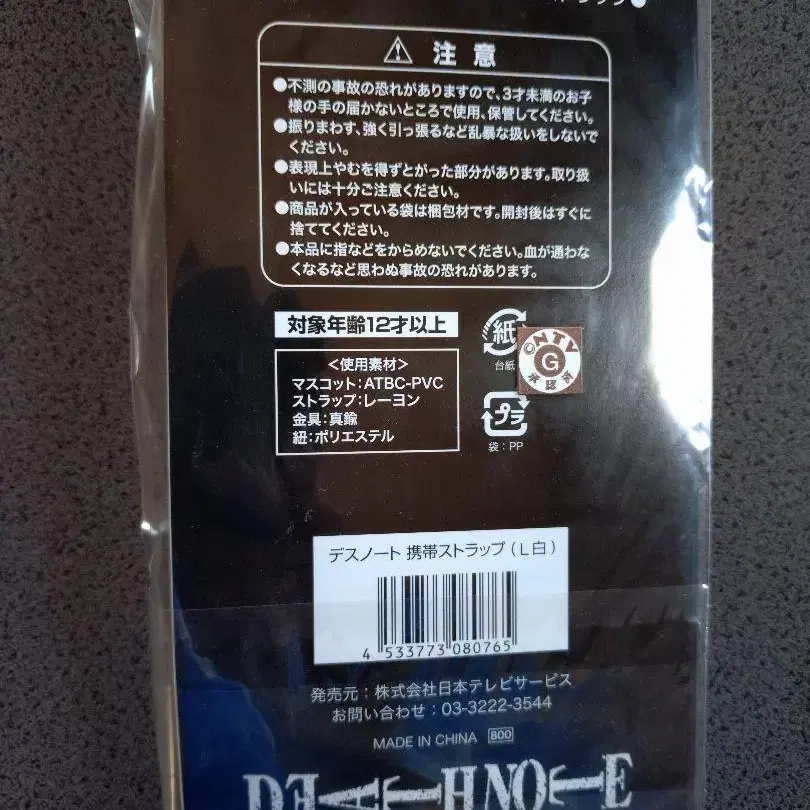 ⚠ 注意
●不測の事故の恐れがありますので、3才未満のお子
様の手の届かないところで使用、保管してください。
●振りまわす、強く引っ張るなど乱暴な扱いをしないで
ください。
●表現上やむを得ずとがった部分があります。取り扱
いには十分ご注意ください。
●商品が入っている袋は梱包材です。開封後はすぐに
捨ててください。
●本品に指などをからめないでください。血が通わな
くなるなど思わぬ事故の恐れがあります。
対象年齢12才以上
<使用素材>
マスコット:ATBC-PVC
ストラップ:レーヨン
金具:真鍮
紐:ポリエステル
紙
台紙
©NTV
G
承認済
プラ
袋:PP
デスノート 携帯ストラップ(L白)
4 533773 080765
発売元:株式会社日本テレビサービス
お問い合わせ:03-3222-3544
MADE IN CHINA 800
DEATH NOTE